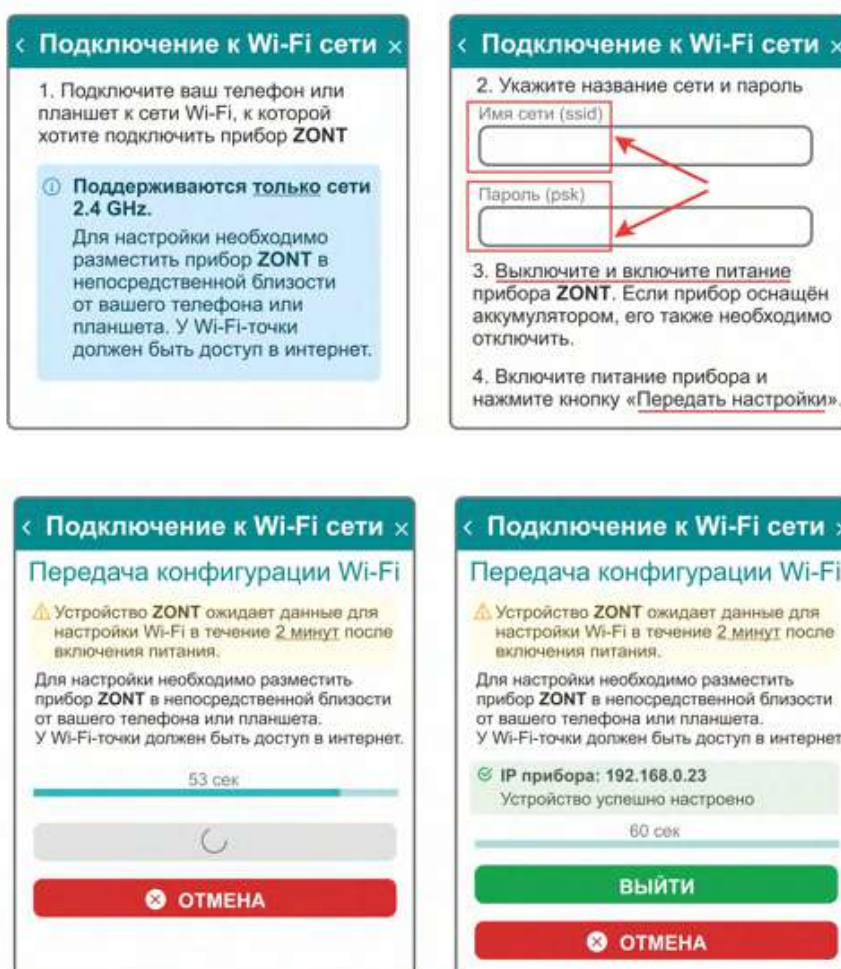 Подключение к Wi-Fi сети
1. Подключите ваш телефон или
планшет к сети Wi-Fi, к которой
хотите подключить прибор ZONT
Поддерживаются только сети
2.4 GHz.
Для настройки необходимо
разместить прибор ZONT в
непосредственной близости
от вашего телефона или
планшета. У Wi-Fi-точки
должен быть доступ в интернет.
Подключение к Wi-Fi сети
2. Укажите название сети и пароль
Имя сети (ssid)
Пароль (psk)
3. Выключите и включите питание
прибора ZONT. Если прибор оснащён
аккумулятором, его также необходимо
отключить.
4. Включите питание прибора и
нажмите кнопку «Передать настройки».
Подключение к Wi-Fi сети
Передача конфигурации Wi-Fi
Устройство ZONT ожидает данные для
настройки Wi-Fi в течение 2 минут после
включения питания.
Для настройки необходимо разместить
прибор ZONT в непосредственной близости
от вашего телефона или планшета.
У Wi-Fi-точки должен быть доступ в интернет.
53 сек
ОТМЕНА
Подключение к Wi-Fi сети
Передача конфигурации Wi-Fi
Устройство ZONT ожидает данные для
настройки Wi-Fi в течение 2 минут после
включения питания.
Для настройки необходимо разместить
прибор ZONT в непосредственной близости
от вашего телефона или планшета.
У Wi-Fi-точки должен быть доступ в интернет
IP прибора: 192.168.0.23
Устройство успешно настроено
60 сек
ВЫЙТИ
ОТМЕНА